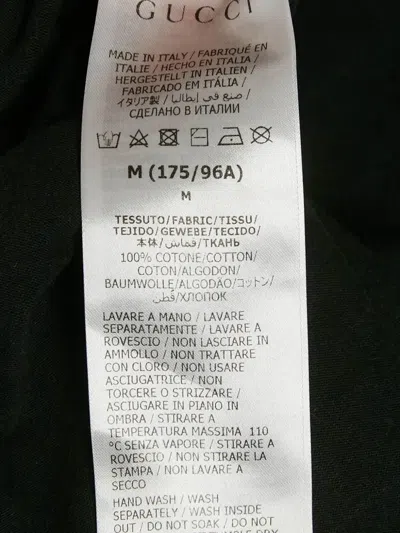 GUCCI
MADE IN ITALY / FABRIQUÉ EN
ITALIE / HECHO EN ITALIA /
HERGESTELLT IN ITALIEN /
FABRICADO EM ITÁLIA /
イタリア製 / صنع في إيطاليا /
СДЕЛАНО В ИТАЛИИ
M (175/96A)
M
TESSUTO/FABRIC/TISSU/
TEJIDO/GEWEBE/TECIDO/
本体/قماش/ТКАНЬ
100% COTONE/COTTON/
COTON/ALGODON/
BAUMWOLLE/ALGODÃO/コットン/
قطن/ХЛОПОК
LAVARE A MANO / LAVARE
SEPARATAMENTE / LAVARE A
ROVESCIO / NON LASCIARE IN
AMMOLLO / NON TRATTARE
CON CLORO / NON USARE
ASCIUGATRICE / NON
TORCERE O STRIZZARE /
ASCIUGARE IN PIANO IN
OMBRA / STIRARE A
TEMPERATURA MASSIMA 110
°C SENZA VAPORE / STIRARE A
ROVESCIO / NON STIRARE LA
STAMPA / NON LAVARE A
SECCO
HAND WASH / WASH
SEPARATELY / WASH INSIDE
OUT / DO NOT SOAK / DO NOT